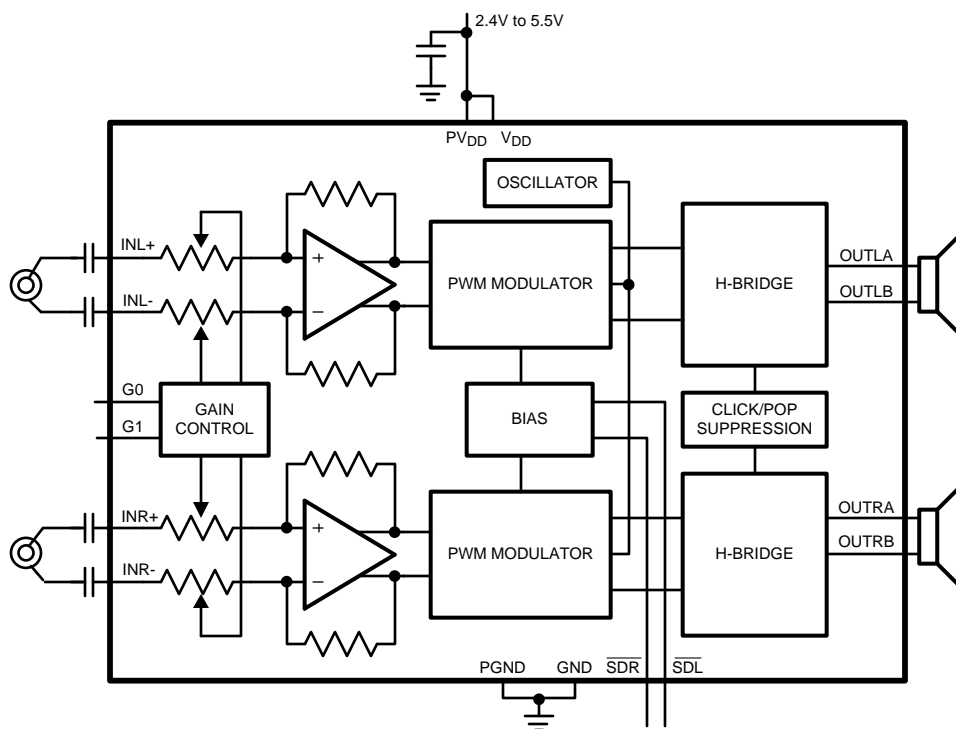 2.4V to 5.5V
PVDD VDD
OSCILLATOR
INL+
INL-
+
−
PWM MODULATOR
H-BRIDGE
OUTLA
OUTLB
G0
G1
GAIN
CONTROL
BIAS
CLICK/POP
SUPPRESSION
INR+
INR-
+
−
PWM MODULATOR
H-BRIDGE
OUTRA
OUTRB
PGND GND SDR SDL